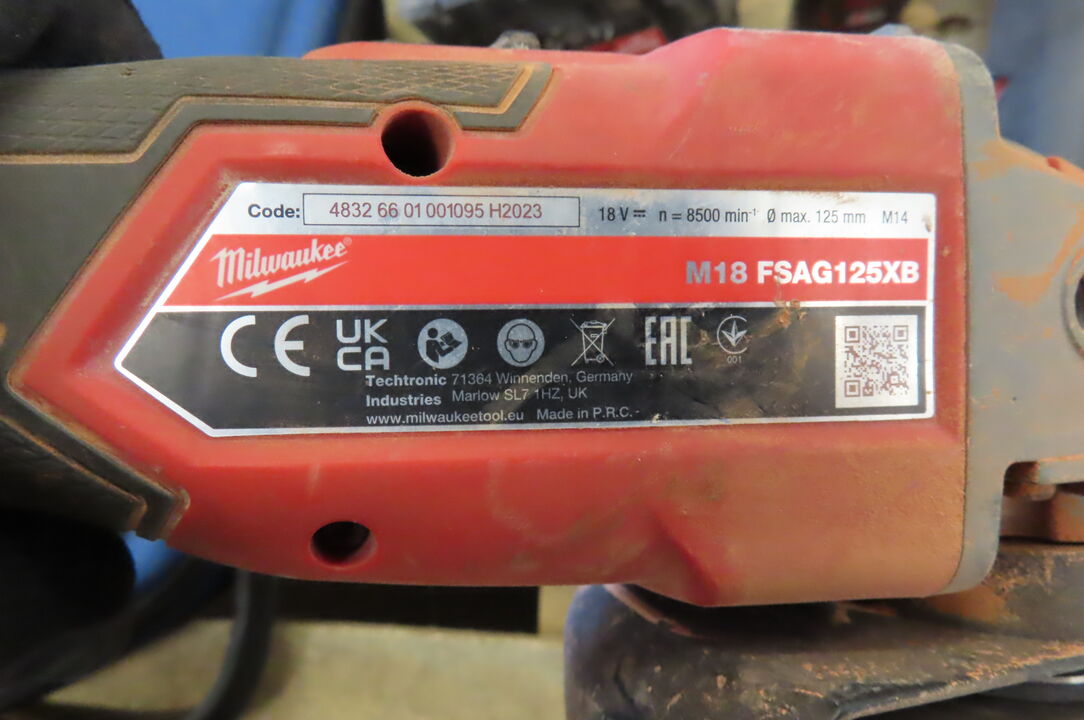 Code: 4832 66 01 001095 H2023 18 V ⎓ n = 8500 min⁻¹ Ø max. 125 mm M14
Milwaukee®
M18 FSAG125XB
CE UK CA EAC 001
Techtronic Industries 71364 Winnenden, Germany
Marlow SL7 1HZ, UK
www.milwaukeetool.eu Made in P.R.C.